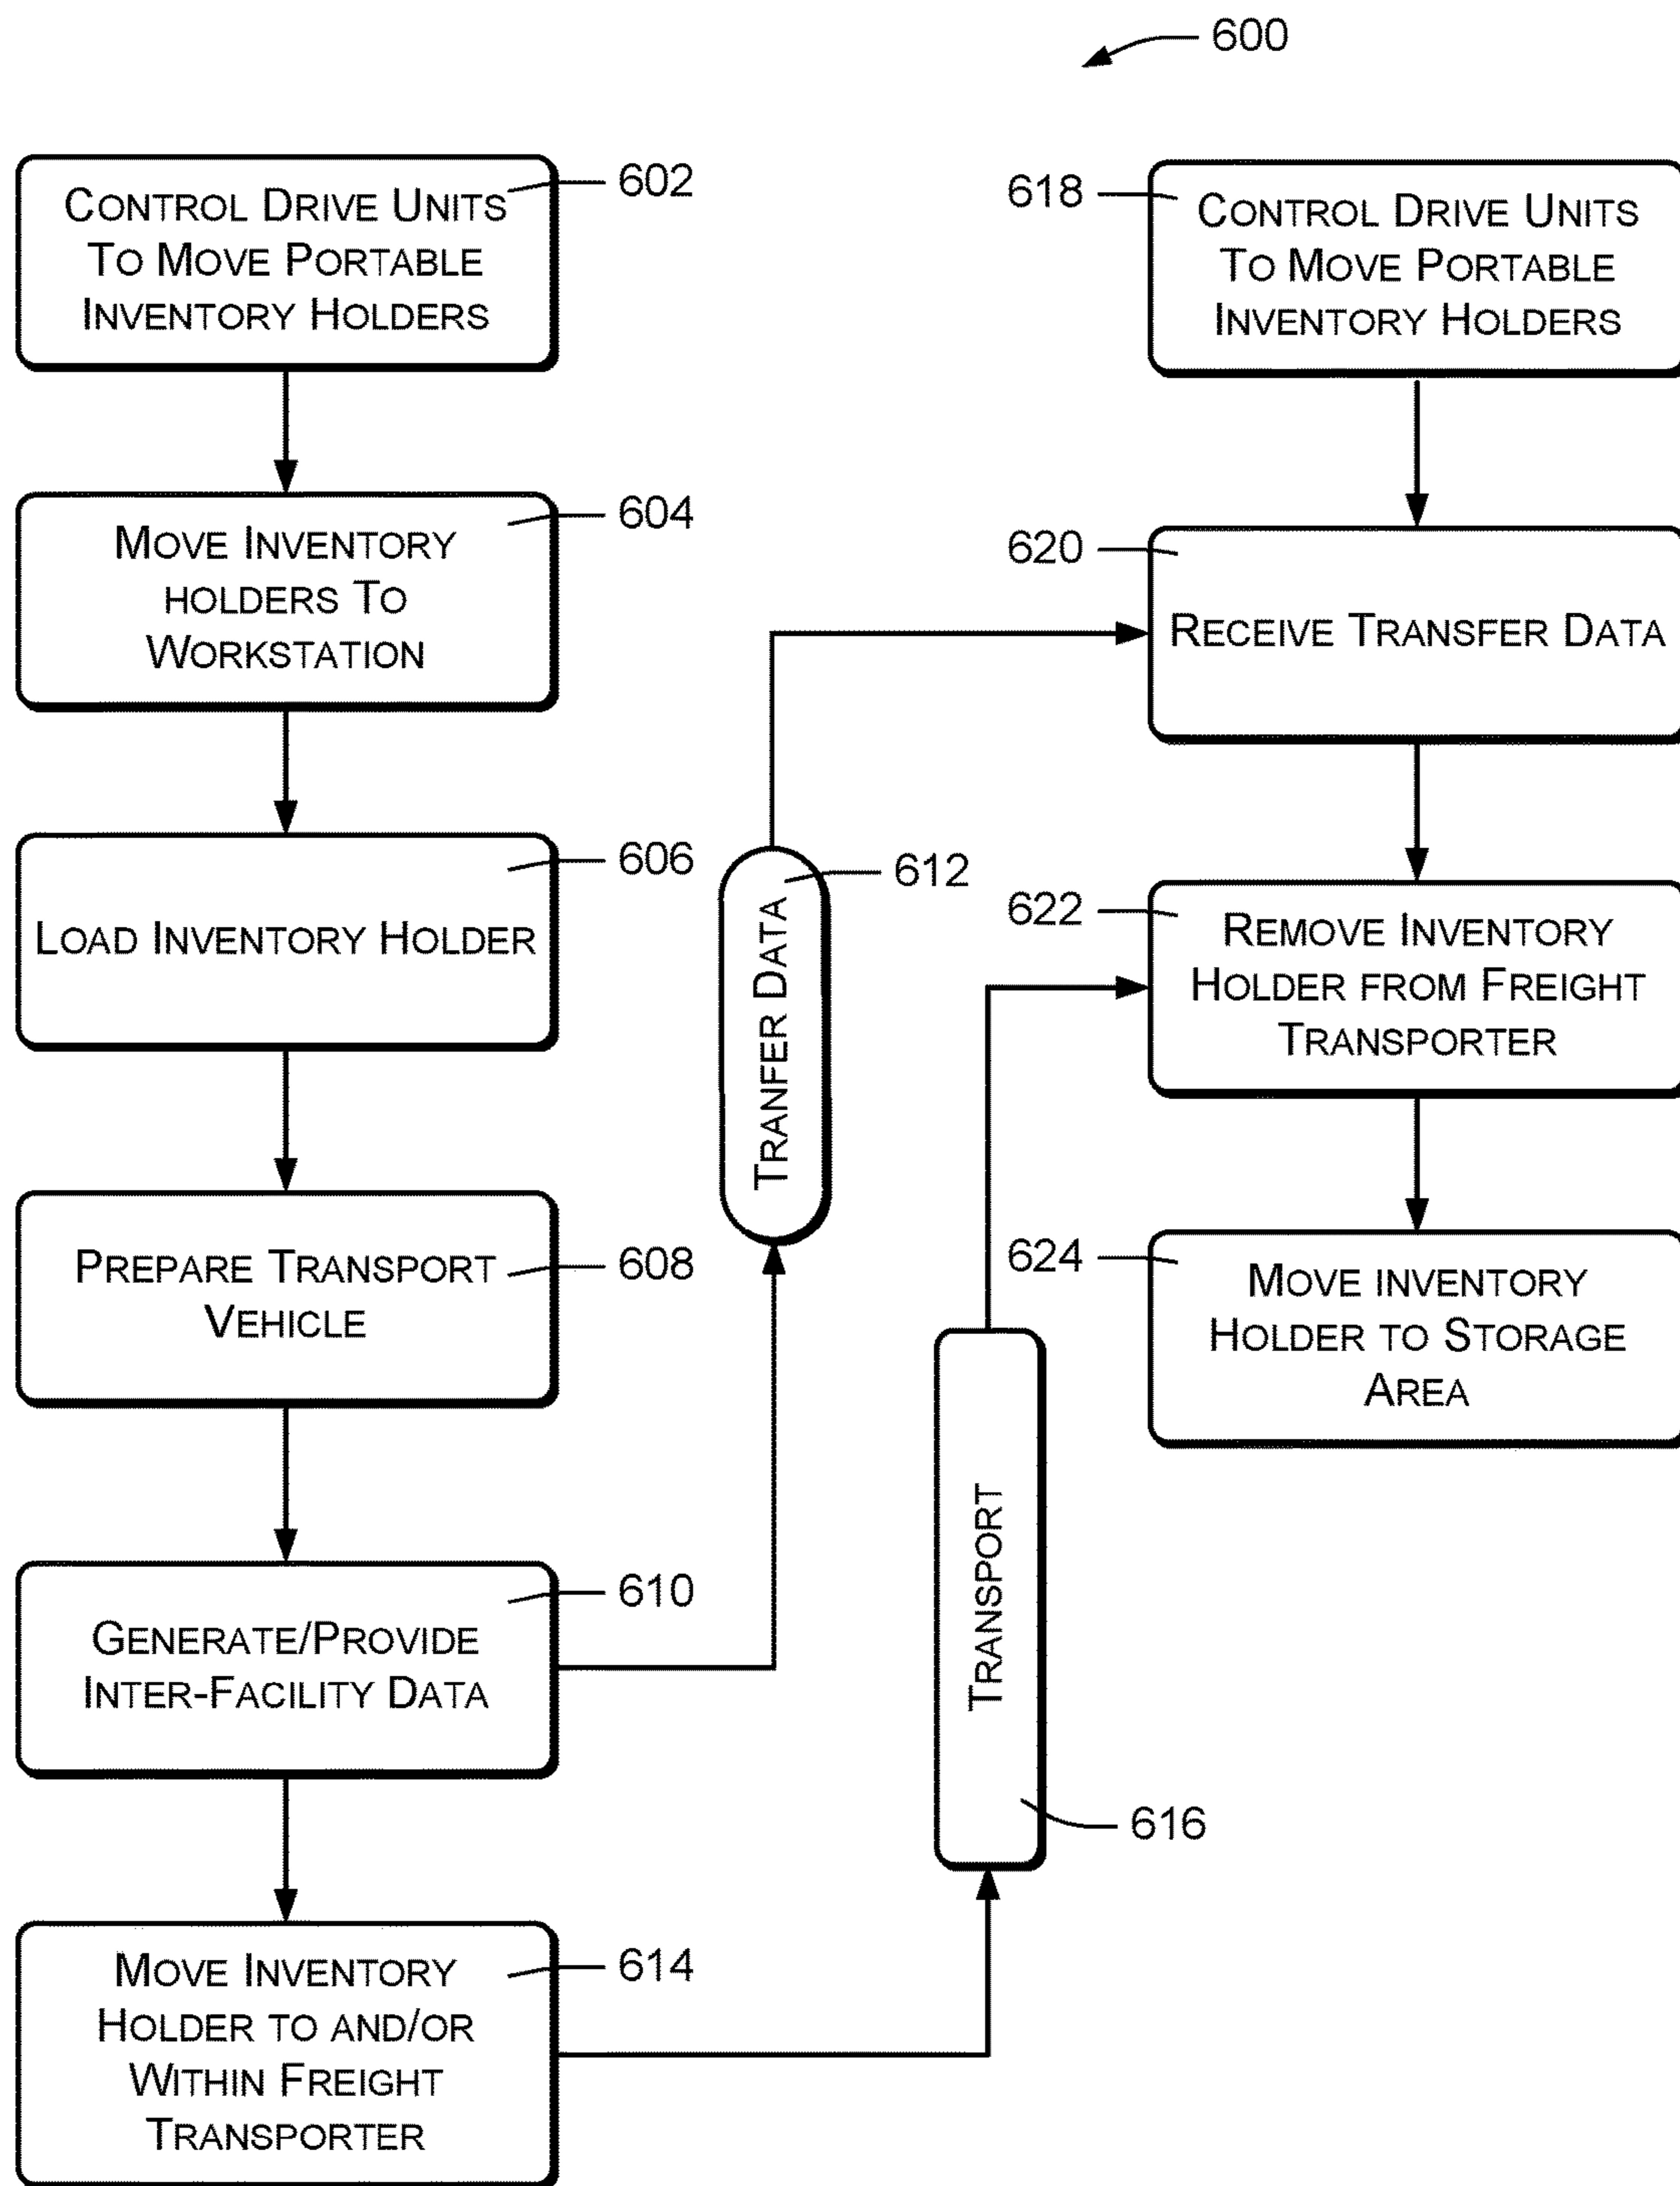 600
602
CONTROL DRIVE UNITS
TO MOVE PORTABLE
INVENTORY HOLDERS
604
MOVE INVENTORY
HOLDERS TO
WORKSTATION
606
LOAD INVENTORY HOLDER
608
PREPARE TRANSPORT
VEHICLE
610
GENERATE/PROVIDE
INTER-FACILITY DATA
612
TRANFER DATA
614
MOVE INVENTORY
HOLDER TO AND/OR
WITHIN FREIGHT
TRANSPORTER
616
TRANSPORT
618
CONTROL DRIVE UNITS
TO MOVE PORTABLE
INVENTORY HOLDERS
620
RECEIVE TRANSFER DATA
622
REMOVE INVENTORY
HOLDER FROM FREIGHT
TRANSPORTER
624
MOVE INVENTORY
HOLDER TO STORAGE
AREA